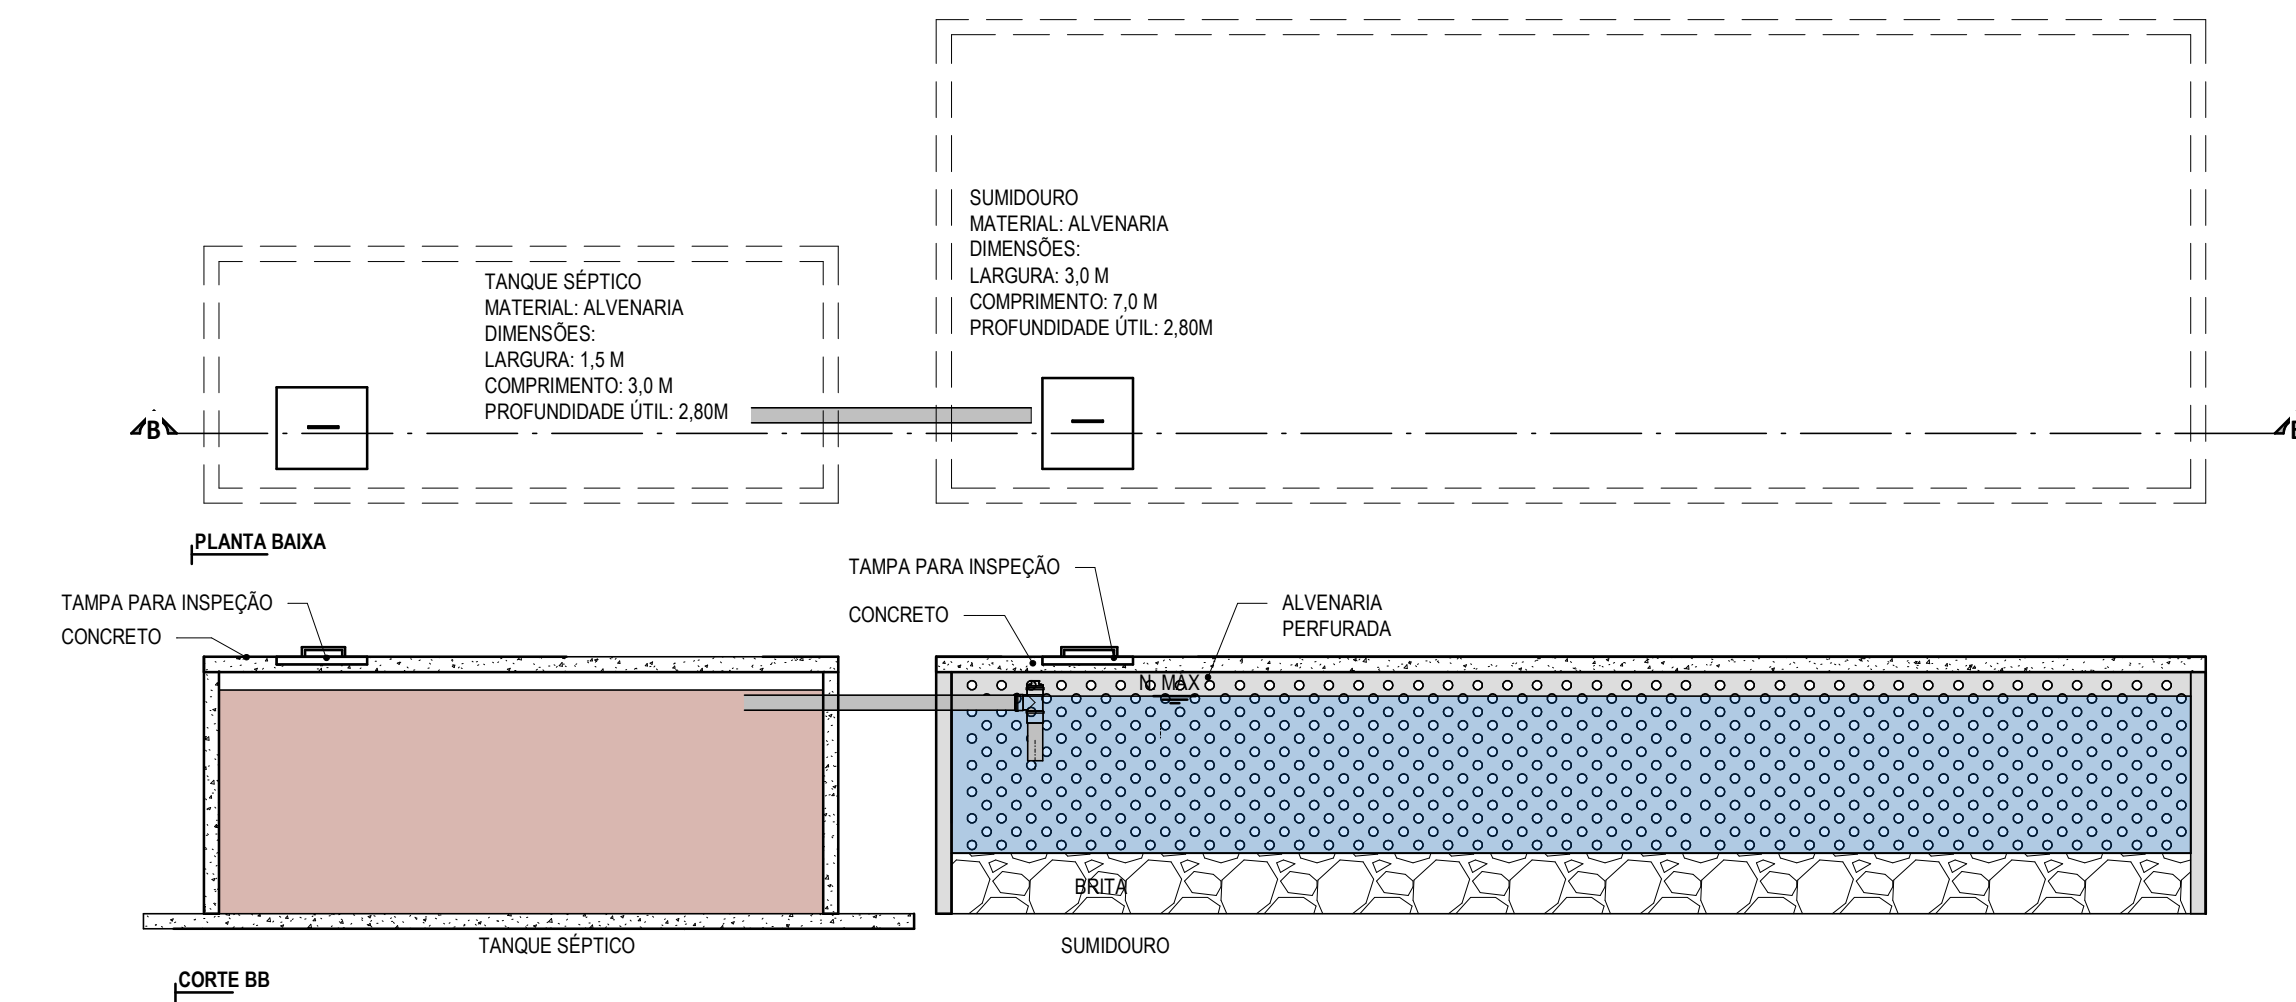 SUMIDOURO
MATERIAL: ALVENARIA
DIMENSÕES:
LARGURA: 3,0 M
COMPRIMENTO: 7,0 M
PROFUNDIDADE ÚTIL: 2,80M
TANQUE SÉPTICO
MATERIAL: ALVENARIA
DIMENSÕES:
LARGURA: 1,5 M
COMPRIMENTO: 3,0 M
PROFUNDIDADE ÚTIL: 2,80M
B
PLANTA BAIXA
TAMPA PARA INSPEÇÃO
CONCRETO
TAMPA PARA INSPEÇÃO
CONCRETO
ALVENARIA
PERFURADA
N. MAX
BRITA
TANQUE SÉPTICO
SUMIDOURO
CORTE BB